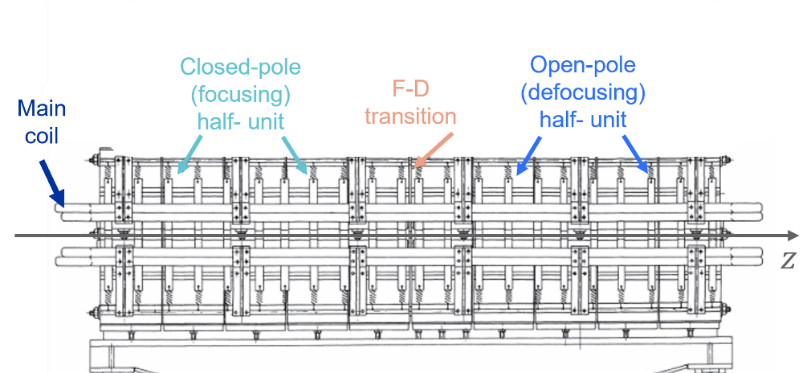 Closed-pole
(focusing)
half- unit
F-D
transition
Open-pole
(defocusing)
half- unit
Main
coil
Z